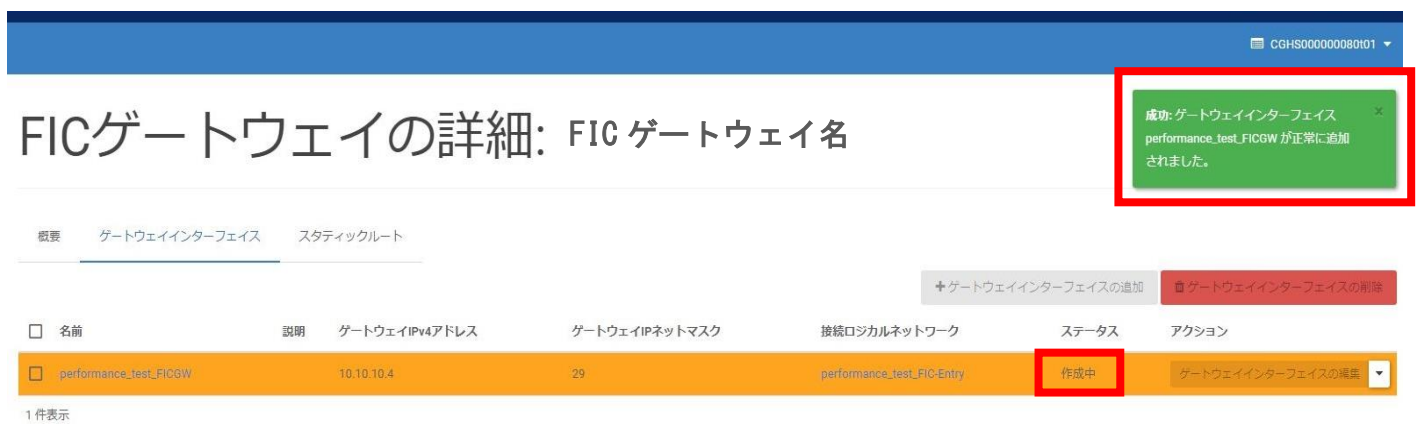 CGHS000000080t01
成功: ゲートウェイインターフェイス
performance_test_FICGW が正常に追加
されました。
×
FICゲートウェイの詳細: FIC ゲートウェイ名
概要 ゲートウェイインターフェイス スタティックルート
+ゲートウェイインターフェイスの追加 ゲートウェイインターフェイスの削除
名前 説明 ゲートウェイIPv4アドレス ゲートウェイIPネットマスク 接続ロジカルネットワーク ステータス アクション
performance_test_FICGW 10.10.10.4 29 performance_test_FIC-Entry 作成中 ゲートウェイインターフェイスの編集
1 件表示